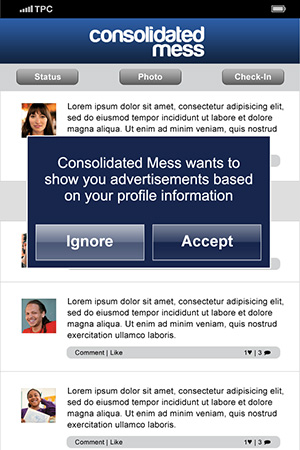 TPC
consolidated
mess
Status Photo Check-In
Lorem ipsum dolor sit amet, consectetur adipisicing elit,
sed do eiusmod tempor incididunt ut labore et dolore
magna aliqua. Ut enim ad minim veniam, quis nostrud
Consolidated Mess wants to
show you advertisements based
on your profile information
Ignore Accept
Lorem ipsum dolor sit amet, consectetur adipisicing elit,
sed do eiusmod tempor incididunt ut labore et dolore
magna aliqua. Ut enim ad minim veniam, quis nostrud
exercitation ullamco laboris.
Comment | Like 1♥ | 3
Lorem ipsum dolor sit amet, consectetur adipisicing elit,
sed do eiusmod tempor incididunt ut labore et dolore
magna aliqua. Ut enim ad minim veniam, quis nostrud
exercitation ullamco laboris.
Comment | Like 1♥ | 3